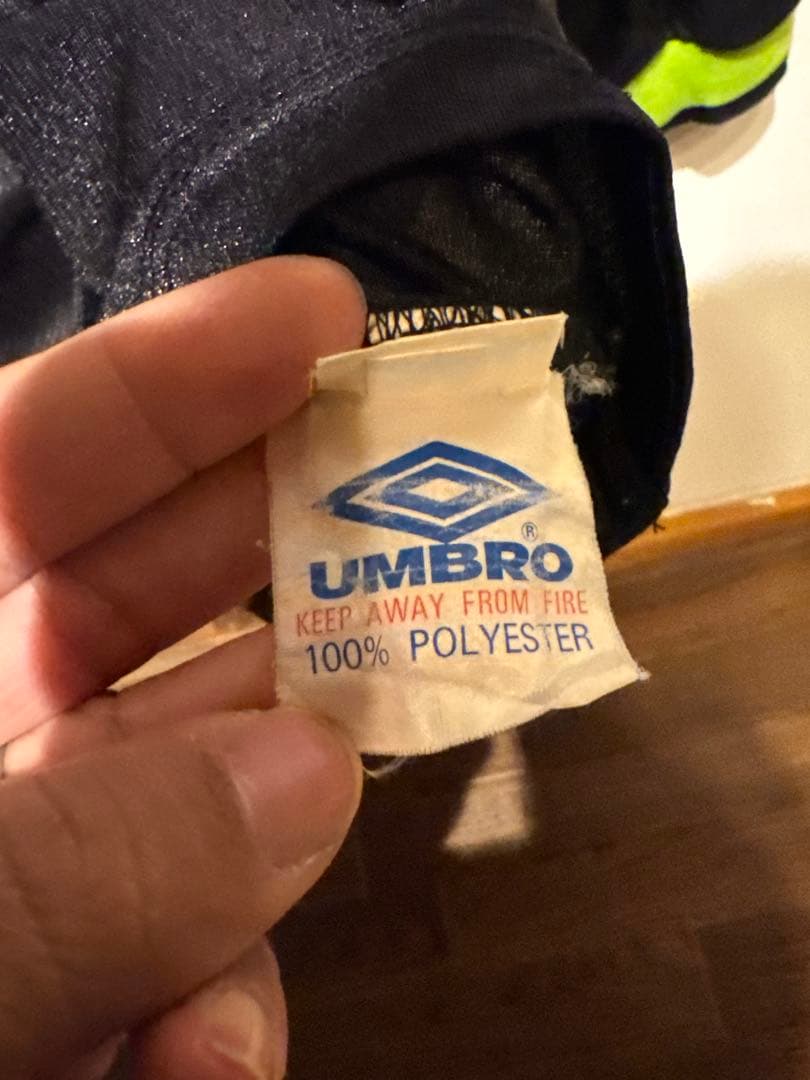 ®
UMBRO
KEEP AWAY FROM FIRE
100% POLYESTER